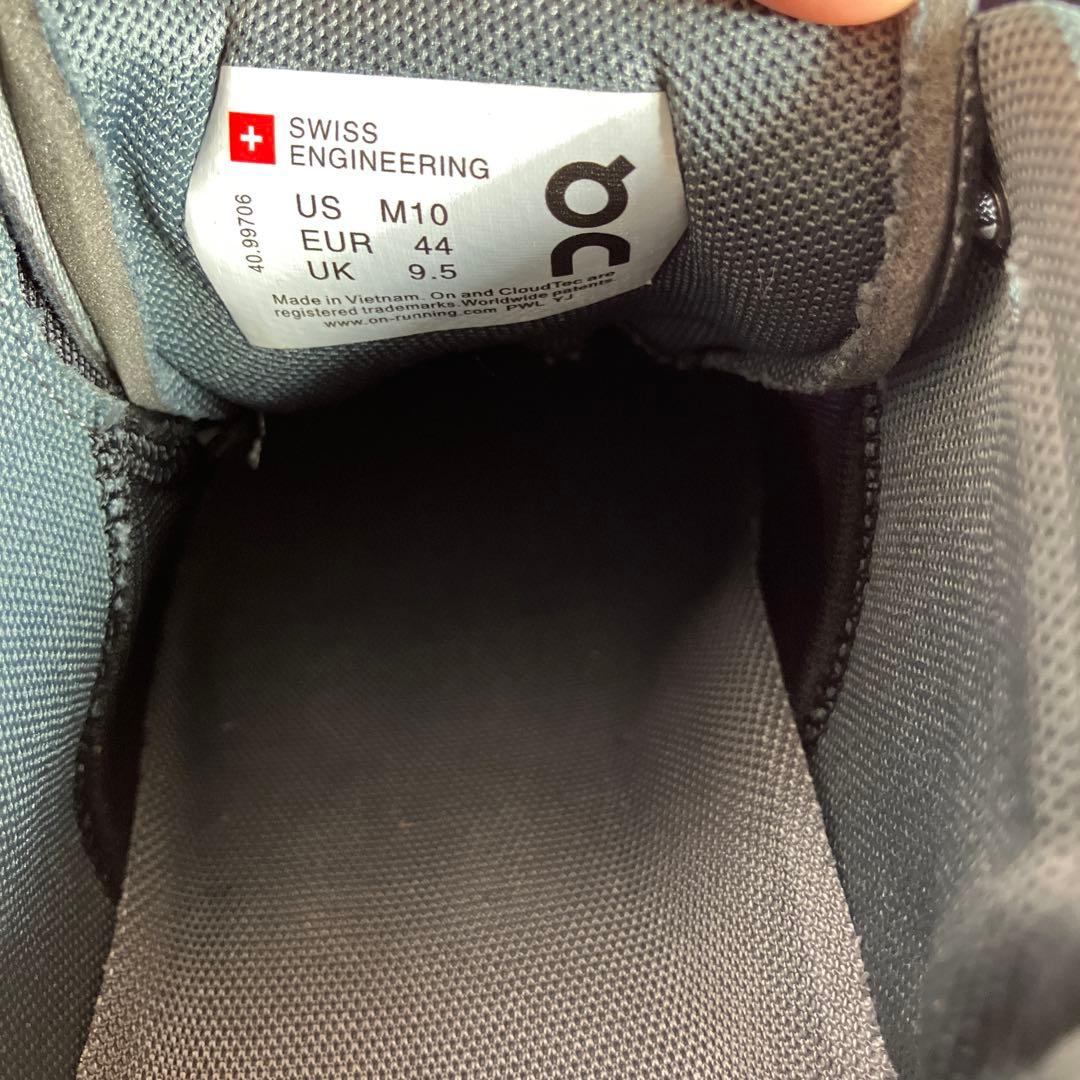 SWISS
ENGINEERING
US M10
EUR 44
UK 9.5
40.99706
Made in Vietnam. On and CloudTec are
registered trademarks. Worldwide patents.
www.on-running.com PWL YJ